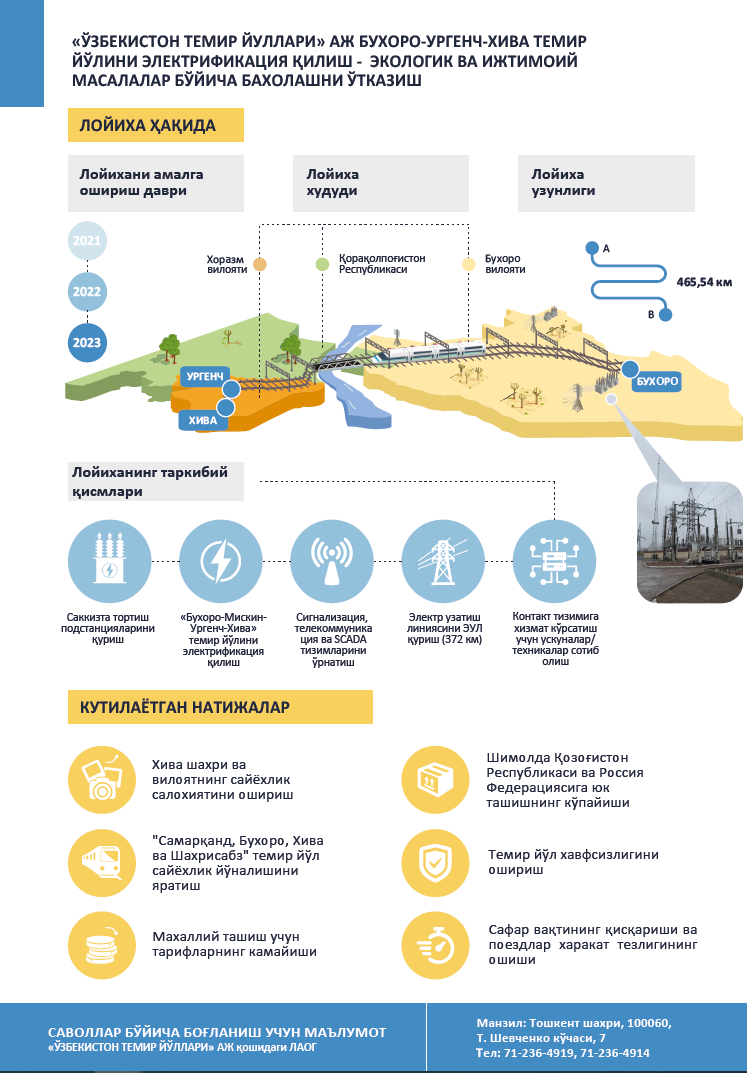 «ЎЗБЕКИСТОН ТЕМИР ЙУЛЛАРИ» АЖ БУХОРО-УРГЕНЧ-ХИВА ТЕМИР
ЙЎЛИНИ ЭЛЕКТРИФИКАЦИЯ ҚИЛИШ - ЭКОЛОГИК ВА ИЖТИМОИЙ
МАСАЛАЛАР БЎЙИЧА БАХОЛАШНИ ЎТКАЗИШ
ЛОЙИХА ҲАҚИДА
Лойихани амалга
ошириш даври
Лойиха
худуди
Лойиха
узунлиги
2021
2022
2023
Хоразм
вилояти
Қорақолпоғистон
Республикаси
Бухоро
вилояти
A
465,54 км
B
УРГЕНЧ
ХИВА
БУХОРО
Лойиханинг таркибий
қисмлари
Саккизта тортиш
подстанцияларини
қуриш
«Бухоро-Мискин-
Ургенч-Хива»
темир йўлини
электрификация
қилиш
Сигнализация,
телекоммуника
ция ва SCADA
тизимларини
ўрнатиш
Электр узатиш
линиясини ЭУЛ
қуриш (372 км)
Контакт тизимига
хизмат кўрсатиш
учун ускуналар/
техникалар сотиб
олиш
КУТИЛАЁТГАН НАТИЖАЛАР
Хива шахри ва
вилоятнинг сайёхлик
салохиятини ошириш
Шимолда Қозоғистон
Республикаси ва Россия
Федерациясига юк
ташишнинг кўпайиши
"Самарқанд, Бухоро, Хива
ва Шахрисабз" темир йўл
сайёхлик йўналишини
яратиш
Темир йўл хавфсизлигини
ошириш
Махаллий ташиш учун
тарифларнинг камайиши
Сафар вақтининг қисқариши ва
поездлар харакат тезлигининг
ошиши
САВОЛЛАР БЎЙИЧА БОҒЛАНИШ УЧУН МАЪЛУМОТ
«ЎЗБЕКИСТОН ТЕМИР ЙЎЛЛАРИ» АЖ қошидаги ЛАОГ
Манзил: Тошкент шахри, 100060,
Т. Шевченко кўчаси, 7
Тел: 71-236-4919, 71-236-4914